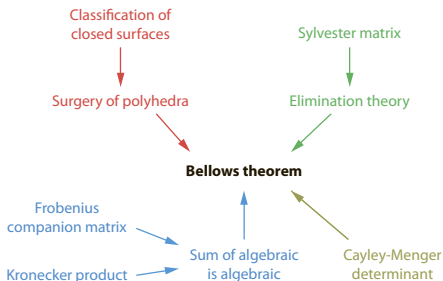 Classification of
closed surfaces
Sylvester matrix
Surgery of polyhedra
Elimination theory
Bellows theorem
Frobenius
companion matrix
Sum of algebraic
is algebraic
Cayley-Menger
determinant
Kronecker product